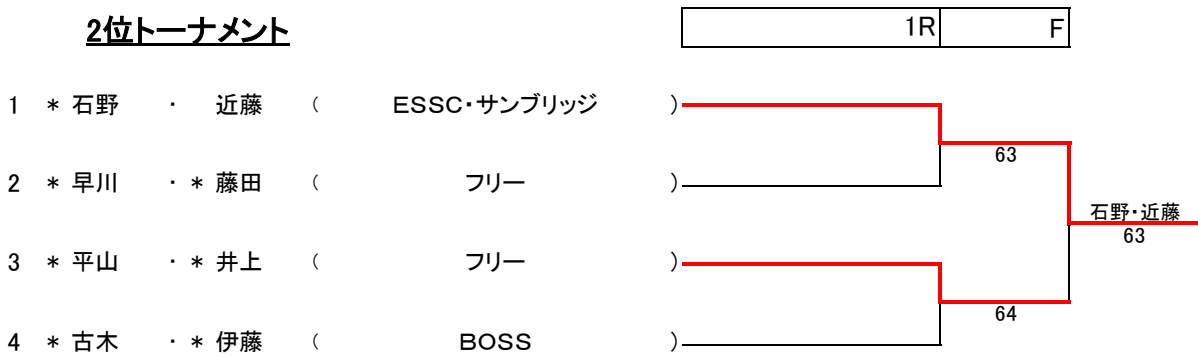 2位トーナメント 1R F
1 * 石野 ・ 近藤 ( ESSC・サンブリッジ )
63
2 * 早川 ・ * 藤田 ( フリー )
石野・近藤
63
3 * 平山 ・ * 井上 ( フリー )
64
4 * 古木 ・ * 伊藤 ( BOSS )